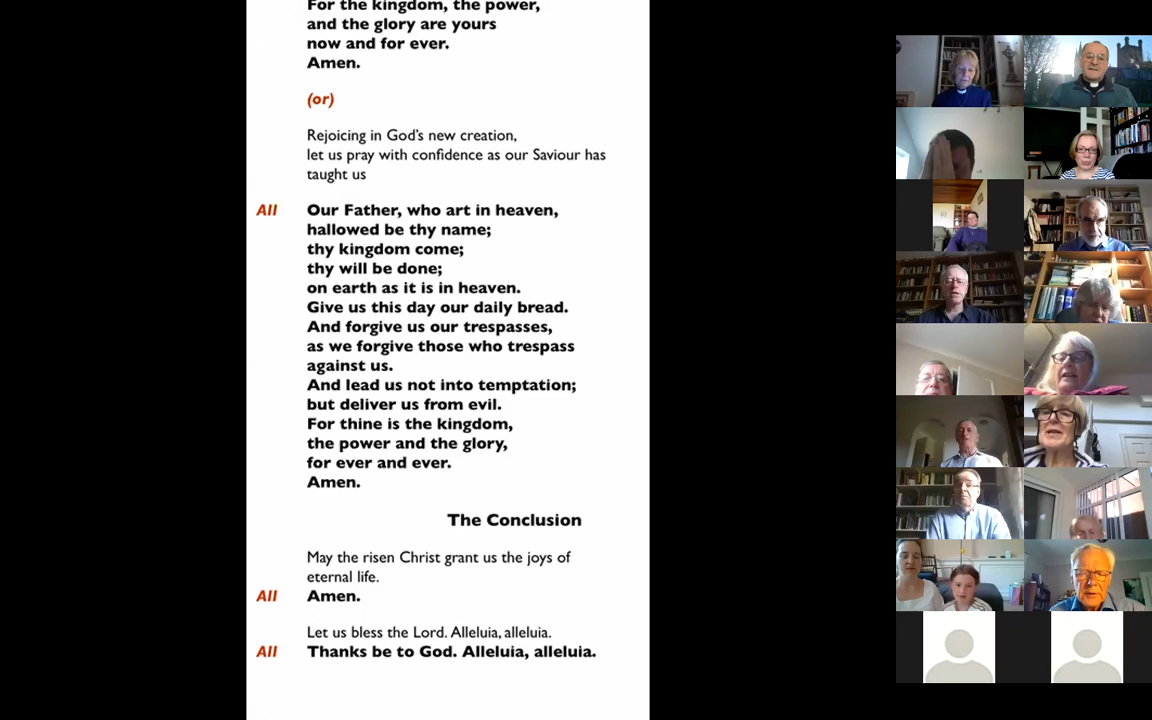 For the kingdom, the power,
and the glory are yours
now and for ever.
Amen.
(or)
Rejoicing in God's new creation,
let us pray with confidence as our Saviour has
taught us
All Our Father, who art in heaven,
hallowed be thy name;
thy kingdom come;
thy will be done;
on earth as it is in heaven.
Give us this day our daily bread.
And forgive us our trespasses,
as we forgive those who trespass
against us.
And lead us not into temptation;
but deliver us from evil.
For thine is the kingdom,
the power and the glory,
for ever and ever.
Amen.
The Conclusion
May the risen Christ grant us the joys of
eternal life.
All Amen.
Let us bless the Lord. Alleluia, alleluia.
All Thanks be to God. Alleluia, alleluia.